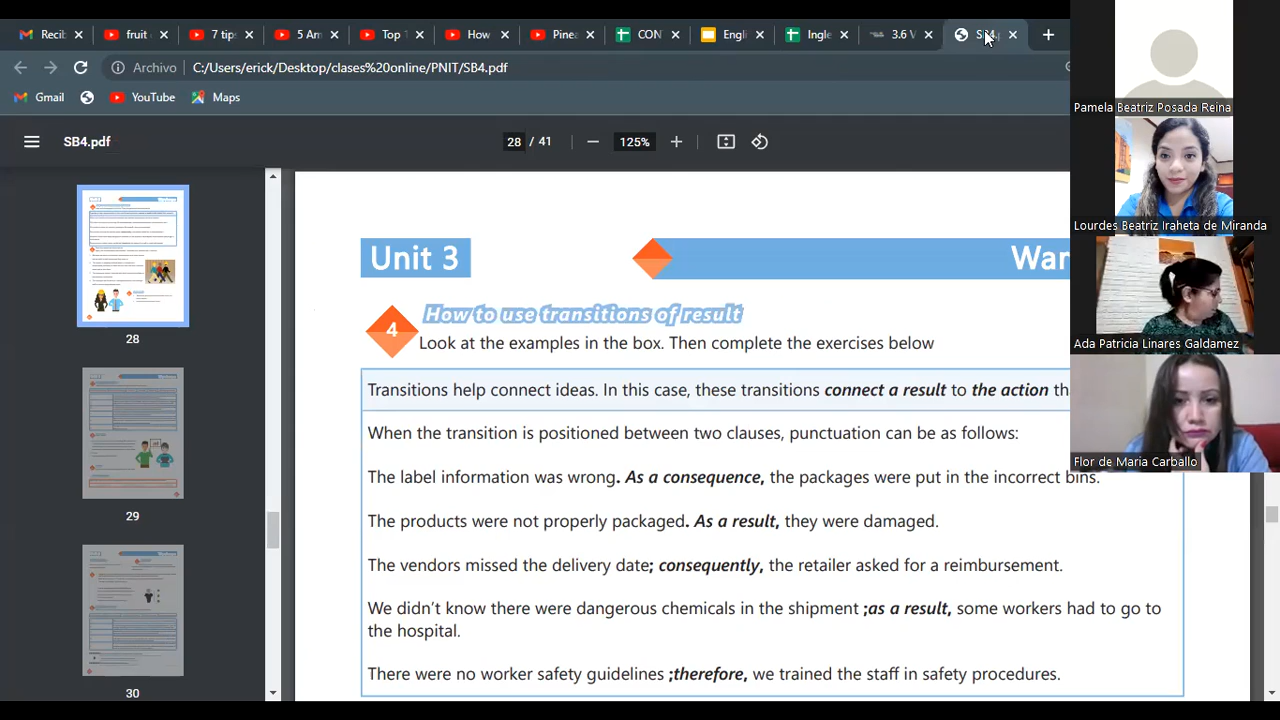 Recib
fruit
7 tip
5 Am
Top
How
Pinea
CON
Engli
Ingle
3.6 V
SB4.p
Archivo
C:/Users/erick/Desktop/clases%20online/PNIT/SB4.pdf
Gmail
YouTube
Maps
SB4.pdf
28 / 41
125%
28
29
30
Unit 3
War
4
How to use transitions of result
Look at the examples in the box. Then complete the exercises below
Transitions help connect ideas. In this case, these transitions connect a result to the action th
When the transition is positioned between two clauses, punctuation can be as follows:
The label information was wrong. As a consequence, the packages were put in the incorrect bins.
The products were not properly packaged. As a result, they were damaged.
The vendors missed the delivery date; consequently, the retailer asked for a reimbursement.
We didn't know there were dangerous chemicals in the shipment ;as a result, some workers had to go to
the hospital.
There were no worker safety guidelines ;therefore, we trained the staff in safety procedures.
Pamela Beatriz Posada Reina
Lourdes Beatriz Iraheta de Miranda
Ada Patricia Linares Galdamez
Flor de Maria Carballo